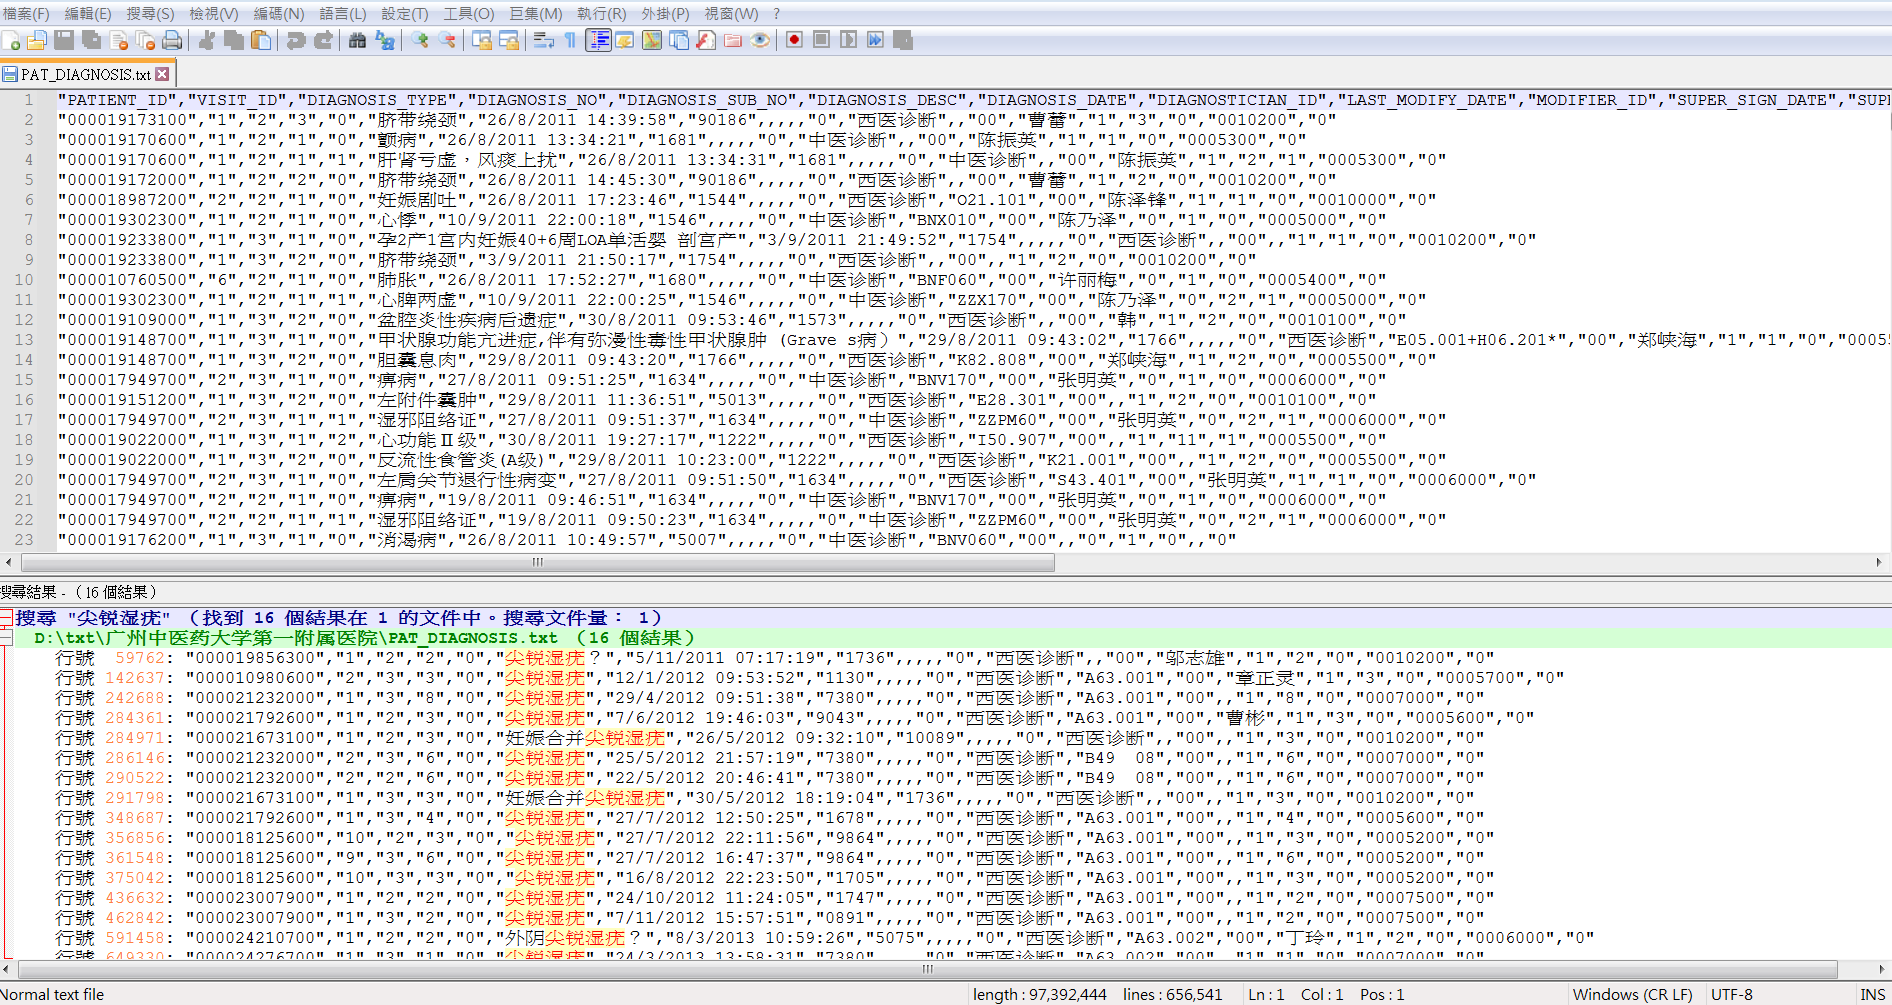 檔案(F) 編輯(E) 搜尋(S) 檢視(V) 編碼(N) 語言(L) 設定(T) 工具(O) 巨集(M) 執行(R) 外掛(P) 視窗(W) ?
PAT_DIAGNOSIS.txt
1 "PATIENT_ID","VISIT_ID","DIAGNOSIS_TYPE","DIAGNOSIS_NO","DIAGNOSIS_SUB_NO","DIAGNOSIS_DESC","DIAGNOSIS_DATE","DIAGNOSTICIAN_ID","LAST_MODIFY_DATE","MODIFIER_ID","SUPER_SIGN_DATE","SUP
2 "000019173100","1","2","3","0","脐带绕颈","26/8/2011 14:39:58","90186",,,,,"0","西医诊断",,"00","曹蕾","1","3","0","0010200","0"
3 "000019170600","1","2","1","0","颤病","26/8/2011 13:34:21","1681",,,,,"0","中医诊断",,"00","陈振英","1","1","0","0005300","0"
4 "000019170600","1","2","1","1","肝肾亏虚，风痰上扰","26/8/2011 13:34:31","1681",,,,,"0","中医诊断",,"00","陈振英","1","2","1","0005300","0"
5 "000019172000","1","2","2","0","脐带绕颈","26/8/2011 14:45:30","90186",,,,,"0","西医诊断",,"00","曹蕾","1","2","0","0010200","0"
6 "000018987200","2","2","1","0","妊娠剧吐","26/8/2011 17:23:46","1544",,,,,"0","西医诊断","O21.101","00","陈泽锋","1","1","0","0010000","0"
7 "000019302300","1","2","1","0","心悸","10/9/2011 22:00:18","1546",,,,,"0","中医诊断","BNX010","00","陈乃泽","0","1","0","0005000","0"
8 "000019233800","1","3","1","0","孕2产1宫内妊娠40+6周LOA单活婴 剖宫产","3/9/2011 21:49:52","1754",,,,,"0","西医诊断",,"00",,"1","1","0","0010200","0"
9 "000019233800","1","3","2","0","脐带绕颈","3/9/2011 21:50:17","1754",,,,,"0","西医诊断",,"00",,"1","2","0","0010200","0"
10 "000010760500","6","2","1","0","肺胀","26/8/2011 17:52:27","1680",,,,,"0","中医诊断","BNF060","00","许丽梅","0","1","0","0005400","0"
11 "000019302300","1","2","1","1","心脾两虚","10/9/2011 22:00:25","1546",,,,,"0","中医诊断","ZZX170","00","陈乃泽","0","2","1","0005000","0"
12 "000019109000","1","3","2","0","盆腔炎性疾病后遗症","30/8/2011 09:53:46","1573",,,,,"0","西医诊断",,"00","韩","1","2","0","0010100","0"
13 "000019148700","1","3","1","0","甲状腺功能亢进症,伴有弥漫性毒性甲状腺肿 (Grave s病）","29/8/2011 09:43:02","1766",,,,,"0","西医诊断","E05.001+H06.201*","00","郑峡海","1","1","0","0005
14 "000019148700","1","3","2","0","胆囊息肉","29/8/2011 09:43:20","1766",,,,,"0","西医诊断","K82.808","00","郑峡海","1","2","0","0005500","0"
15 "000017949700","2","3","1","0","痹病","27/8/2011 09:51:25","1634",,,,,"0","中医诊断","BNV170","00","张明英","0","1","0","0006000","0"
16 "000019151200","1","3","2","0","左附件囊肿","29/8/2011 11:36:51","5013",,,,,"0","西医诊断","E28.301","00",,"1","2","0","0010100","0"
17 "000017949700","2","3","1","1","湿邪阻络证","27/8/2011 09:51:37","1634",,,,,"0","中医诊断","ZZPM60","00","张明英","0","2","1","0006000","0"
18 "000019022000","1","3","1","2","心功能Ⅱ级","30/8/2011 19:27:17","1222",,,,,"0","西医诊断","I50.907","00",,"1","11","1","0005500","0"
19 "000019022000","1","3","2","0","反流性食管炎(A级)","29/8/2011 10:23:00","1222",,,,,"0","西医诊断","K21.001","00",,"1","2","0","0005500","0"
20 "000017949700","2","3","2","0","左肩关节退行性病变","27/8/2011 09:51:50","1634",,,,,"0","西医诊断","S43.401","00","张明英","1","1","0","0006000","0"
21 "000017949700","2","2","1","0","痹病","19/8/2011 09:46:51","1634",,,,,"0","中医诊断","BNV170","00","张明英","0","1","0","0006000","0"
22 "000017949700","2","2","1","1","湿邪阻络证","19/8/2011 09:50:23","1634",,,,,"0","中医诊断","ZZPM60","00","张明英","0","2","1","0006000","0"
23 "000019176200","1","3","1","0","消渴病","26/8/2011 10:49:57","5007",,,,,"0","中医诊断","BNV060","00",,"0","1","0",,"0"
搜尋結果 - （16 個結果）
搜尋 "尖锐湿疣" （找到 16 個結果在 1 的文件中。搜尋文件量： 1）
D:\txt\广州中医药大学第一附属医院\PAT_DIAGNOSIS.txt （16 個結果）
行號 59762: "000019856300","1","2","2","0","尖锐湿疣？","5/11/2011 07:17:19","1736",,,,,"0","西医诊断",,"00","邬志雄","1","2","0","0010200","0"
行號 142637: "000010980600","2","3","3","0","尖锐湿疣","12/1/2012 09:53:52","1130",,,,,"0","西医诊断","A63.001","00","章正灵","1","3","0","0005700","0"
行號 242688: "000021232000","1","3","8","0","尖锐湿疣","29/4/2012 09:51:38","7380",,,,,"0","西医诊断","A63.001","00",,"1","8","0","0007000","0"
行號 284361: "000021792600","1","2","3","0","尖锐湿疣","7/6/2012 19:46:03","9043",,,,,"0","西医诊断","A63.001","00","曹彬","1","3","0","0005600","0"
行號 284971: "000021673100","1","2","3","0","妊娠合并尖锐湿疣","26/5/2012 09:32:10","10089",,,,,"0","西医诊断",,"00",,"1","3","0","0010200","0"
行號 286146: "000021232000","2","3","6","0","尖锐湿疣","25/5/2012 21:57:19","7380",,,,,"0","西医诊断","B49  08","00",,"1","6","0","0007000","0"
行號 290522: "000021232000","2","2","6","0","尖锐湿疣","22/5/2012 20:46:41","7380",,,,,"0","西医诊断","B49  08","00",,"1","6","0","0007000","0"
行號 291798: "000021673100","1","3","3","0","妊娠合并尖锐湿疣","30/5/2012 18:19:04","1736",,,,,"0","西医诊断",,"00",,"1","3","0","0010200","0"
行號 348687: "000021792600","1","3","4","0","尖锐湿疣","27/7/2012 12:50:25","1678",,,,,"0","西医诊断","A63.001","00",,"1","4","0","0005600","0"
行號 356856: "000018125600","10","2","3","0","尖锐湿疣","27/7/2012 22:11:56","9864",,,,,"0","西医诊断","A63.001","00",,"1","3","0","0005200","0"
行號 361548: "000018125600","9","3","6","0","尖锐湿疣","27/7/2012 16:47:37","9864",,,,,"0","西医诊断","A63.001","00",,"1","6","0","0005200","0"
行號 375042: "000018125600","10","3","3","0","尖锐湿疣","16/8/2012 22:23:50","1705",,,,,"0","西医诊断","A63.001","00",,"1","3","0","0005200","0"
行號 436632: "000023007900","1","2","2","0","尖锐湿疣","24/10/2012 11:24:05","1747",,,,,"0","西医诊断","A63.001","00",,"1","2","0","0007500","0"
行號 462842: "000023007900","1","3","2","0","尖锐湿疣","7/11/2012 15:57:51","0891",,,,,"0","西医诊断","A63.001","00",,"1","2","0","0007500","0"
行號 591458: "000024210700","1","2","2","0","外阴尖锐湿疣？","8/3/2013 10:59:26","5075",,,,,"0","西医诊断","A63.002","00","丁玲","1","2","0","0006000","0"
行號 649330: "000024276700","1","3","1","0","尖锐湿疣","24/3/2013 13:58:31","7380",,,,,"0","西医诊断","A63.002","00",,"1","1","0","0007000","0"
Normal text file length : 97,392,444 lines : 656,541 Ln : 1 Col : 1 Pos : 1 Windows (CR LF) UTF-8 INS